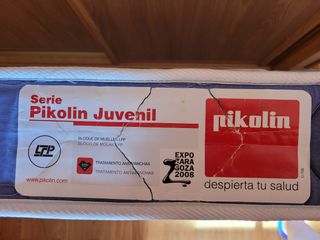 Serie
Pikolin Juvenil
BLOQUE DE MUELLES LFP
BLOCO DE MOLAS LFP
LFP
TRATAMIENTO ANTIMANCHAS
TRATAMENTO ANTIMANCHAS
www.pikolin.com
EXPO
ZARA
GOZA
2008
pikolin
despierta tu salud